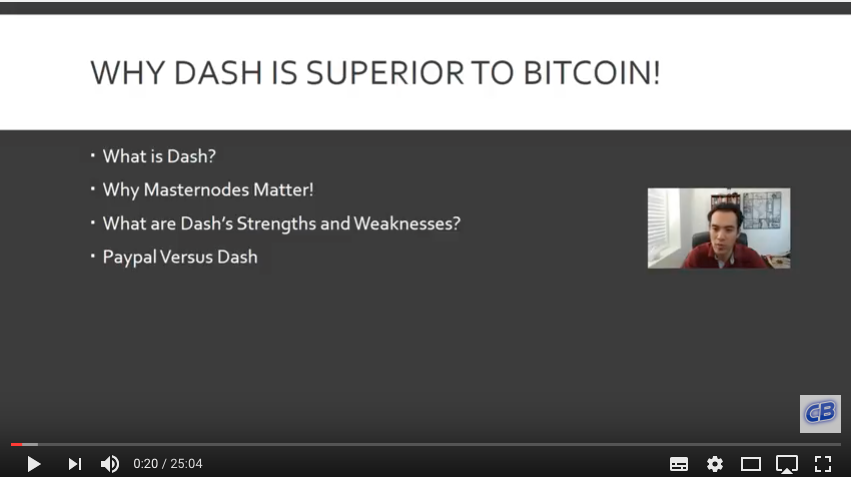 WHY DASH IS SUPERIOR TO BITCOIN!
• What is Dash?
• Why Masternodes Matter!
• What are Dash's Strengths and Weaknesses?
• Paypal Versus Dash
CB
0:20 / 25:04